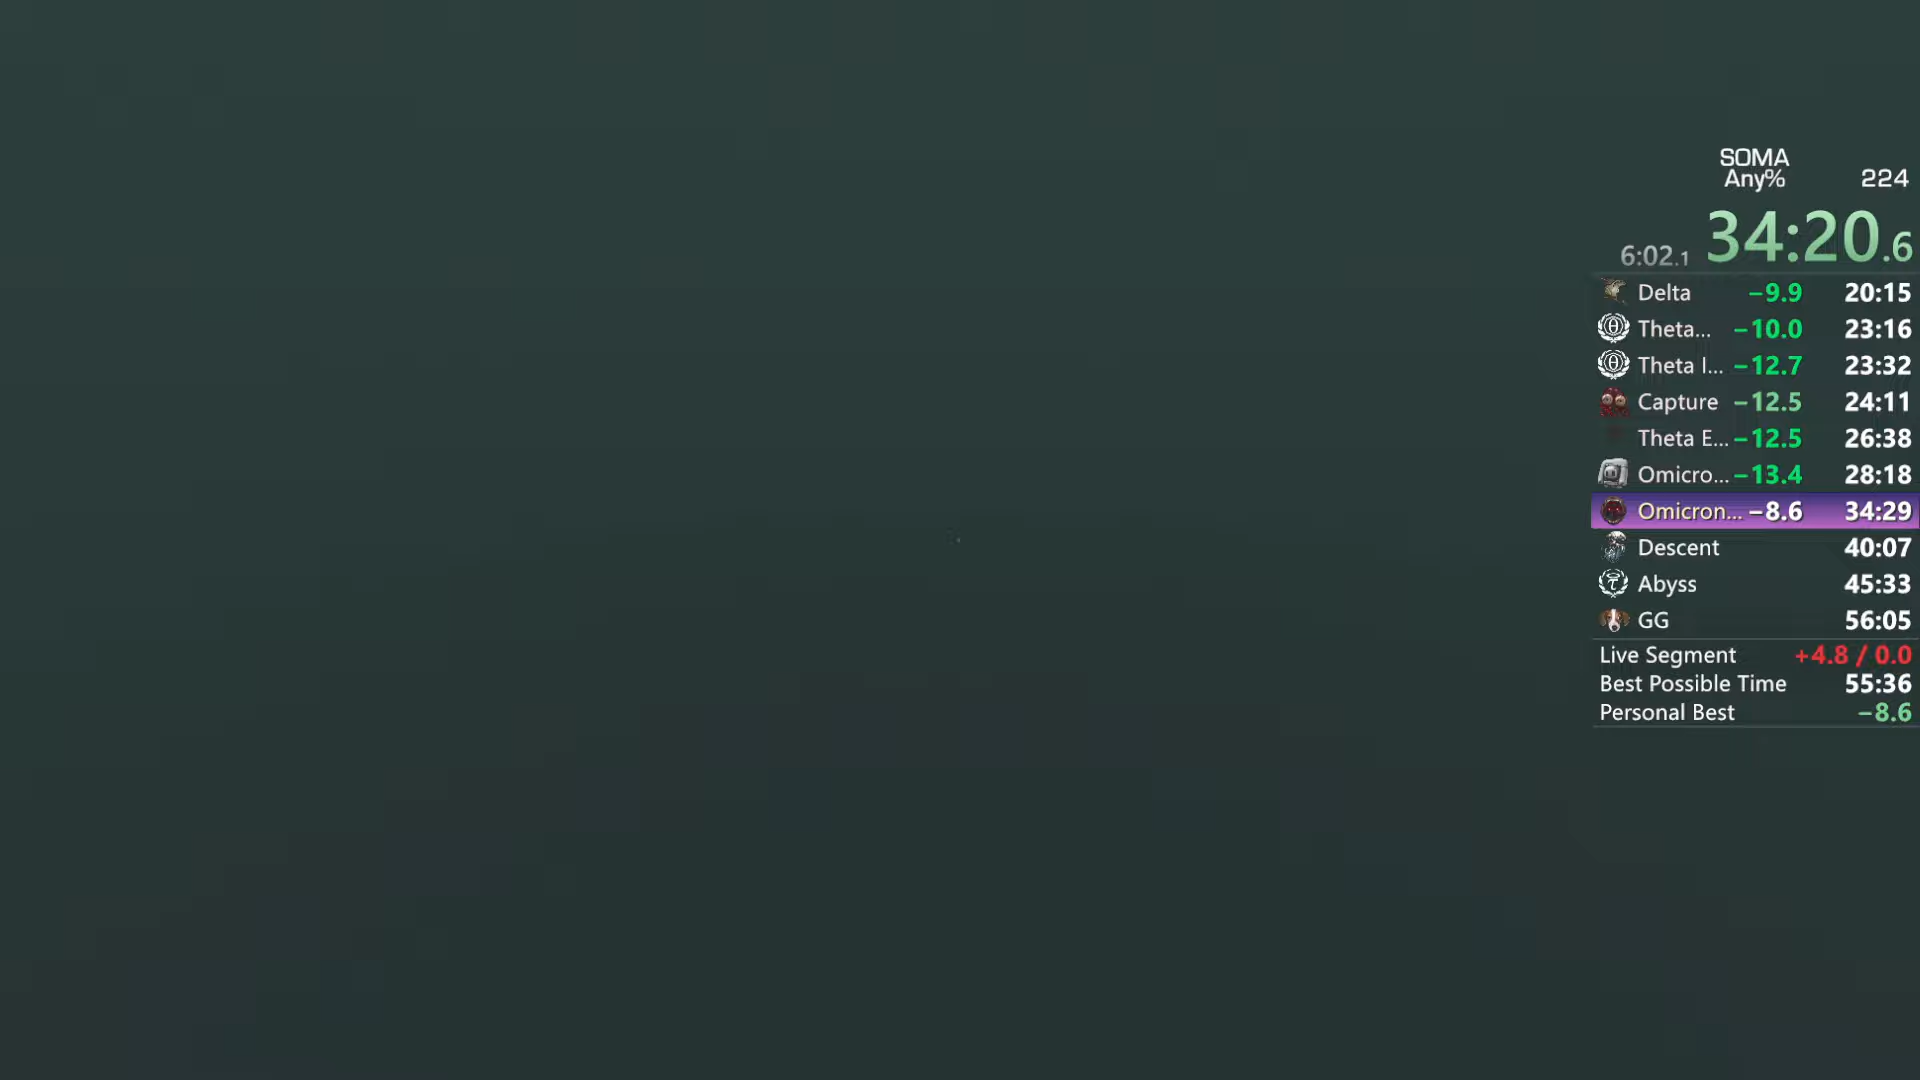 SOMA
Any% 224
6:02.1 34:20.6
Delta −9.9 20:15
Theta... −10.0 23:16
Theta I... −12.7 23:32
Capture −12.5 24:11
Theta E... −12.5 26:38
Omicro... −13.4 28:18
Omicron... −8.6 34:29
Descent 40:07
Abyss 45:33
GG 56:05
Live Segment +4.8 / 0.0
Best Possible Time 55:36
Personal Best −8.6